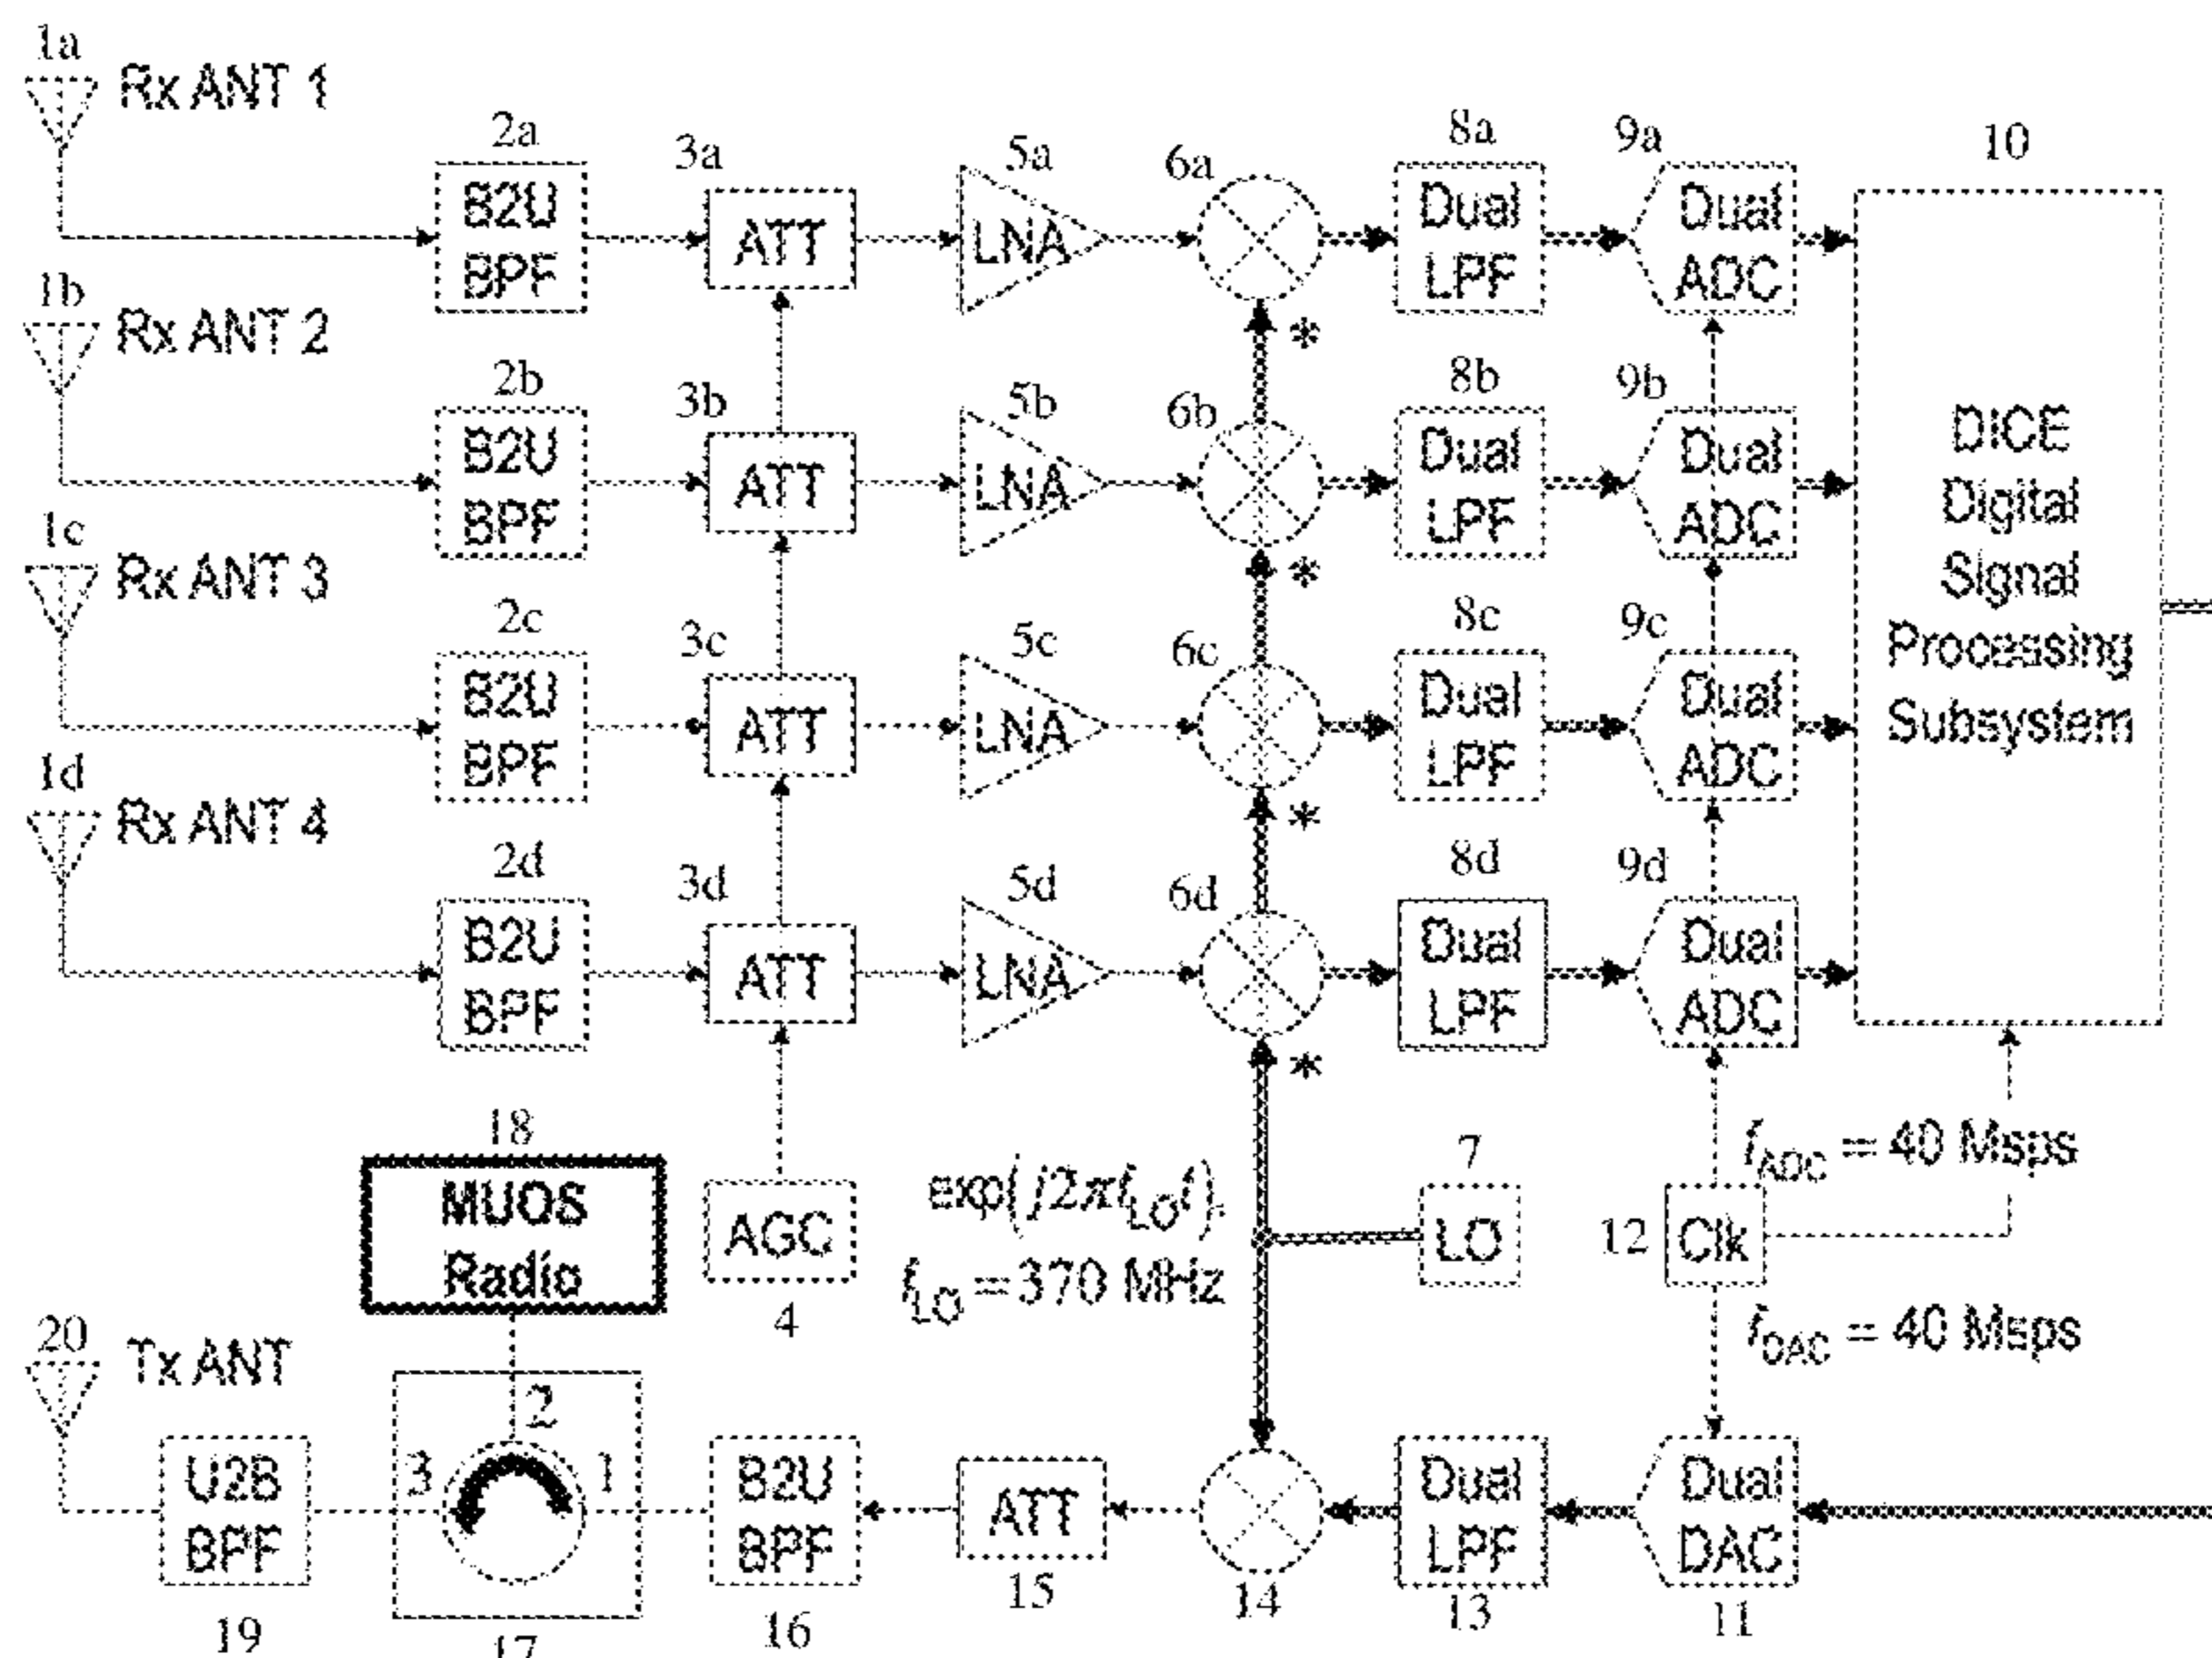 1a
Rx ANT 1
2a
B2U
BPF
3a
ATT
5a
LNA
6a
8a
Dual
LPF
9a
Dual
ADC
10
1b
Rx ANT 2
2b
B2U
BPF
3b
ATT
5b
LNA
6b
*
8b
Dual
LPF
9b
Dual
ADC
DICE
Digital
Signal
Processing
Subsystem
1c
Rx ANT 3
2c
B2U
BPF
3c
ATT
5c
LNA
6c
*
8c
Dual
LPF
9c
Dual
ADC
1d
Rx ANT 4
2d
B2U
BPF
3d
ATT
5d
LNA
6d
*
8d
Dual
LPF
9d
Dual
ADC
*
18
MUOS
Radio
AGC
4
exp(j2πf_LO t),
f_LO = 370 MHz
7
LO
12
Clk
f_ADC = 40 Msps
f_DAC = 40 Msps
20
Tx ANT
U2B
BPF
19
3
2
1
17
B2U
BPF
16
ATT
15
14
Dual
LPF
13
Dual
DAC
11